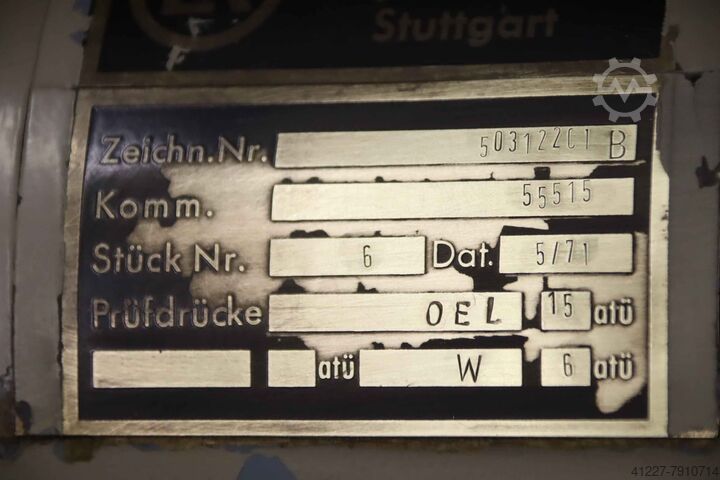 Stuttgart
Zeichn.Nr. 50312201 B
Komm. 55515
Stück Nr. 6 Dat. 5/71
Prüfdrücke OEL 15 atü
atü W 6 atü
41227-7910714